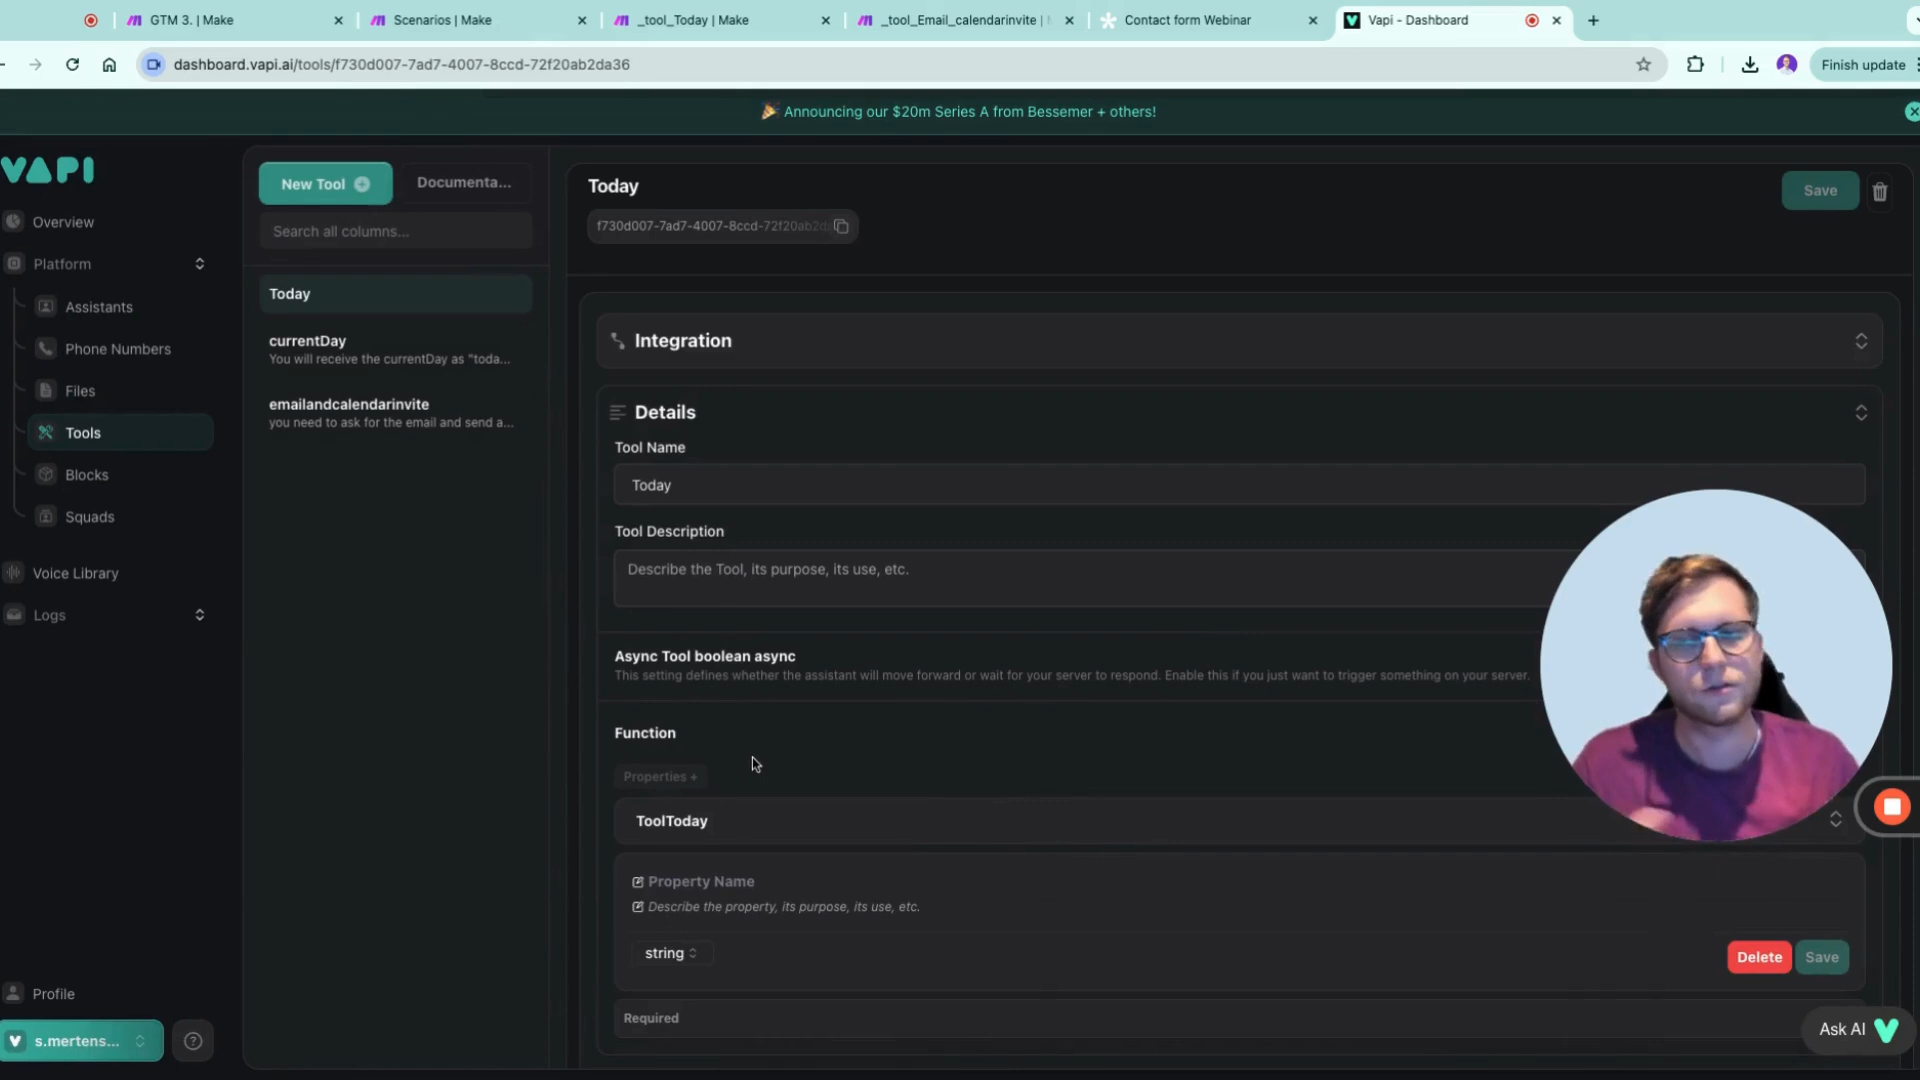 GTM 3. | Make
Scenarios | Make
_tool_Today | Make
_tool_Email_calendarinvite |
Contact form Webinar
Vapi - Dashboard
dashboard.vapi.ai/tools/f730d007-7ad7-4007-8ccd-72f20ab2da36
Finish update
🎉 Announcing our $20m Series A from Bessemer + others!
VAPI
Overview
Platform
Assistants
Phone Numbers
Files
Tools
Blocks
Squads
Voice Library
Logs
Profile
s.mertens...
New Tool
Documenta...
Search all columns...
Today
currentDay
You will receive the currentDay as "toda...
emailandcalendarinvite
you need to ask for the email and send a...
Today
Save
f730d007-7ad7-4007-8ccd-72f20ab2d
Integration
Details
Tool Name
Today
Tool Description
Describe the Tool, its purpose, its use, etc.
Async Tool boolean async
This setting defines whether the assistant will move forward or wait for your server to respond. Enable this if you just want to trigger something on your server.
Function
Properties +
ToolToday
Property Name
Describe the property, its purpose, its use, etc.
string
Delete
Save
Required
Ask AI